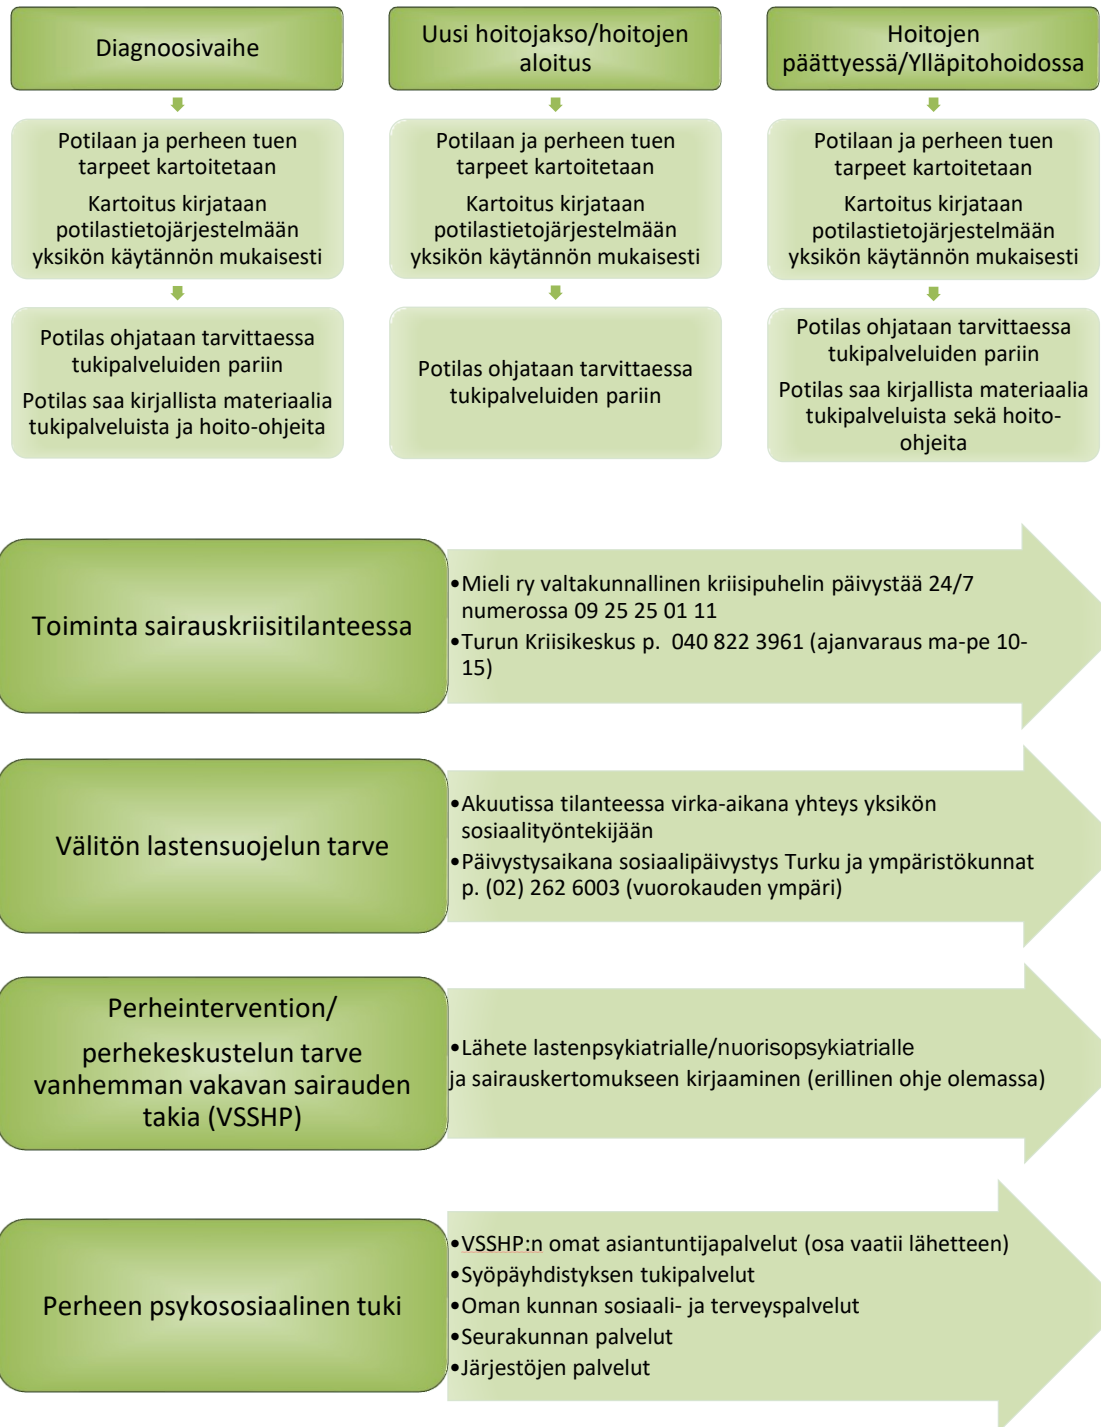 Diagnoosivaihe
Potilaan ja perheen tuen
tarpeet kartoitetaan
Kartoitus kirjataan
potilastietojärjestelmään
yksikön käytännön mukaisesti
Potilas ohjataan tarvittaessa
tukipalveluiden pariin
Potilas saa kirjallista materiaalia
tukipalveluista ja hoito-ohjeita
Uusi hoitojakso/hoitojen
aloitus
Potilaan ja perheen tuen
tarpeet kartoitetaan
Kartoitus kirjataan
potilastietojärjestelmään
yksikön käytännön mukaisesti
Potilas ohjataan tarvittaessa
tukipalveluiden pariin
Hoitojen
päättyessä/Ylläpitohoidossa
Potilaan ja perheen tuen
tarpeet kartoitetaan
Kartoitus kirjataan
potilastietojärjestelmään
yksikön käytännön mukaisesti
Potilas ohjataan tarvittaessa
tukipalveluiden pariin
Potilas saa kirjallista materiaalia
tukipalveluista sekä hoito-
ohjeita
Toiminta sairauskriisitilanteessa
•Mieli ry valtakunnallinen kriisipuhelin päivystää 24/7
numerossa 09 25 25 01 11
•Turun Kriisikeskus p. 040 822 3961 (ajanvaraus ma-pe 10-
15)
Välitön lastensuojelun tarve
•Akuutissa tilanteessa virka-aikana yhteys yksikön
sosiaalityöntekijään
•Päivystysaikana sosiaalipäivystys Turku ja ympäristökunnat
p. (02) 262 6003 (vuorokauden ympäri)
Perheintervention/
perhekeskustelun tarve
vanhemman vakavan sairauden
takia (VSSHP)
•Lähete lastenpsykiatrialle/nuorisopsykiatrialle
ja sairauskertomukseen kirjaaminen (erillinen ohje olemassa)
Perheen psykososiaalinen tuki
•VSSHP:n omat asiantuntijapalvelut (osa vaatii lähetteen)
•Syöpäyhdistyksen tukipalvelut
•Oman kunnan sosiaali- ja terveyspalvelut
•Seurakunnan palvelut
•Järjestöjen palvelut